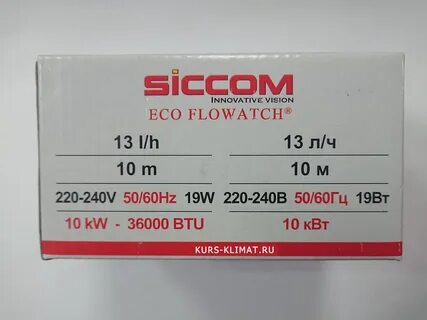 SICCOM
INNOVATIVE VISION
ECO FLOWATCH®
13 l/h 13 л/ч
10 m 10 м
220-240V 50/60Hz 19W 220-240В 50/60Гц 19Вт
10 kW - 36000 BTU 10 кВт
KURS-KLIMAT.RU